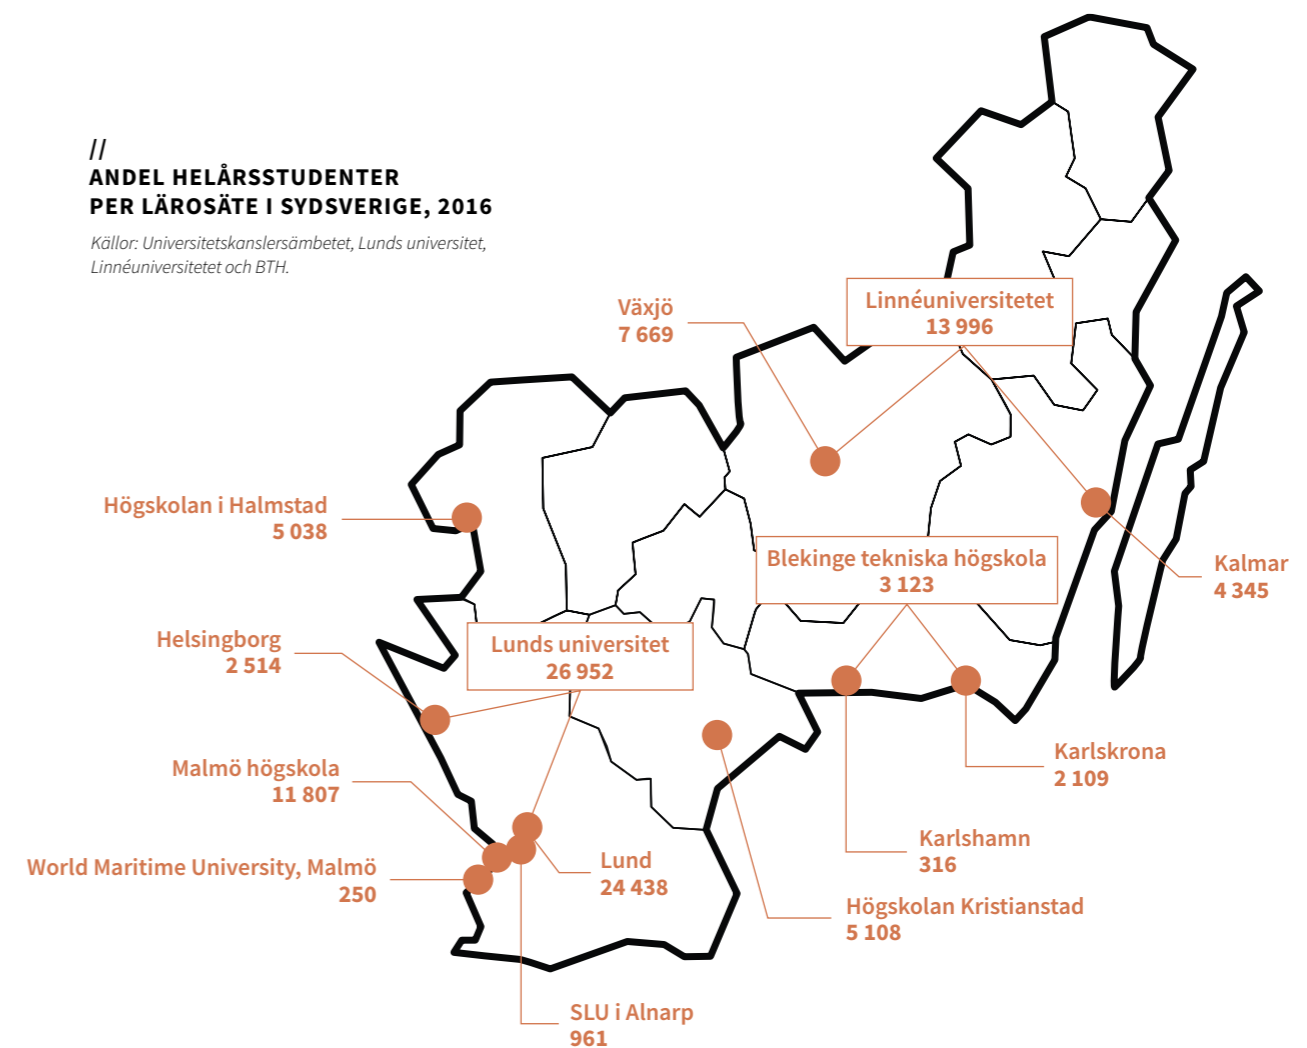 //
ANDEL HELÅRSSTUDENTER
PER LÄROSÄTE I SYDSVERIGE, 2016
Källor: Universitetskanslersämbetet, Lunds universitet,
Linnéuniversitetet och BTH.
Växjö
7 669
Linnéuniversitetet
13 996
Högskolan i Halmstad
5 038
Blekinge tekniska högskola
3 123
Kalmar
4 345
Helsingborg
2 514
Lunds universitet
26 952
Malmö högskola
11 807
Karlskrona
2 109
World Maritime University, Malmö
250
Lund
24 438
Karlshamn
316
Högskolan Kristianstad
5 108
SLU i Alnarp
961